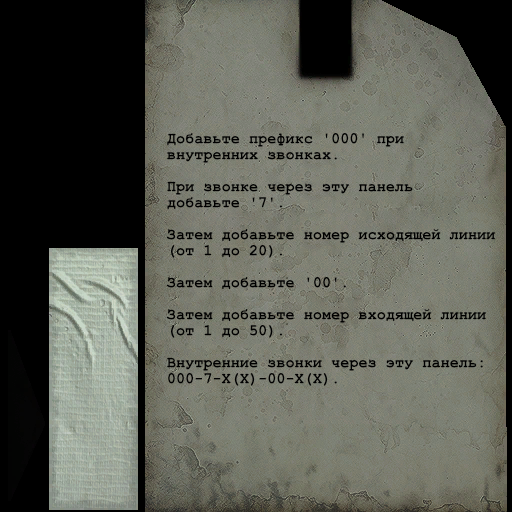 Добавьте префикс '000' при
внутренних звонках.
При звонке через эту панель
добавьте '7'.
Затем добавьте номер исходящей линии
(от 1 до 20).
Затем добавьте '00'.
Затем добавьте номер входящей линии
(от 1 до 50).
Внутренние звонки через эту панель:
000-7-X(X)-00-X(X).